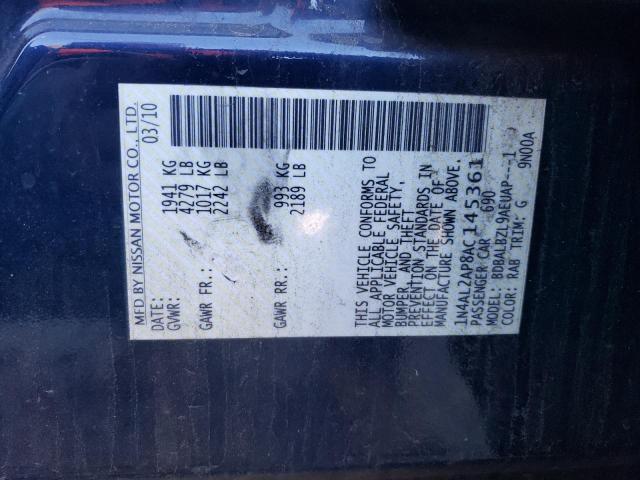 MFD BY NISSAN MOTOR CO., LTD.
DATE: 03/10
GVWR: 1941 KG
4279 LB
GAWR FR.: 1017 KG
2242 LB
GAWR RR.: 993 KG
2189 LB
THIS VEHICLE CONFORMS TO
ALL APPLICABLE FEDERAL
MOTOR VEHICLE SAFETY,
BUMPER, AND THEFT
PREVENTION STANDARDS IN
EFFECT ON THE DATE OF
MANUFACTURE SHOWN ABOVE.
1N4AL2AP8AC145361
PASSENGER CAR 690
MODEL: BDBALBZL9AEUAP---1
COLOR: RAB TRIM: G 9N00A